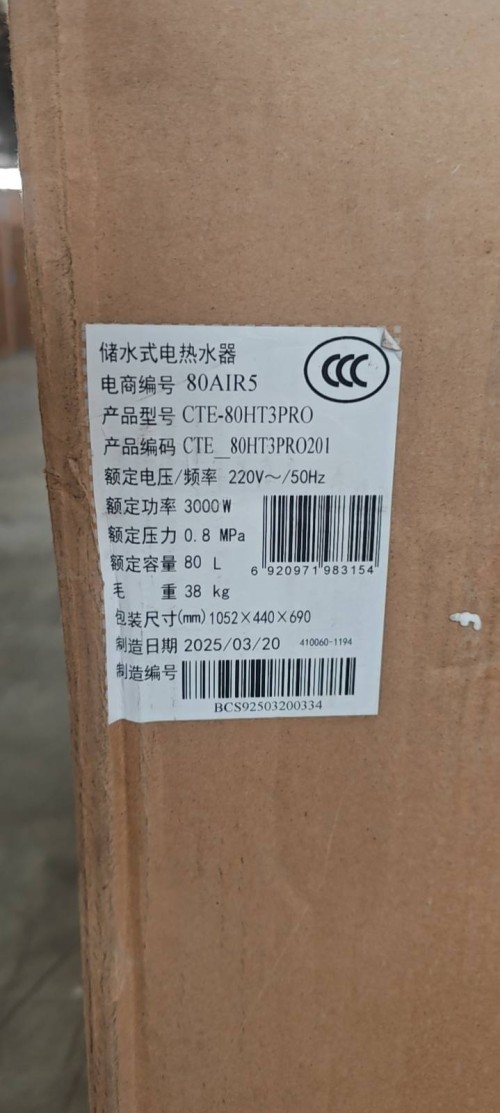 储水式电热水器
CCC
电商编号 80AIR5
产品型号 CTE-80HT3PRO
产品编码 CTE__80HT3PRO201
额定电压/频率 220V～/50Hz
额定功率 3000W
额定压力 0.8 MPa
额定容量 80 L
6 920971 983154
毛 重 38 kg
包装尺寸(mm) 1052×440×690
制造日期 2025/03/20 410060-1194
制造编号
BCS92503200334